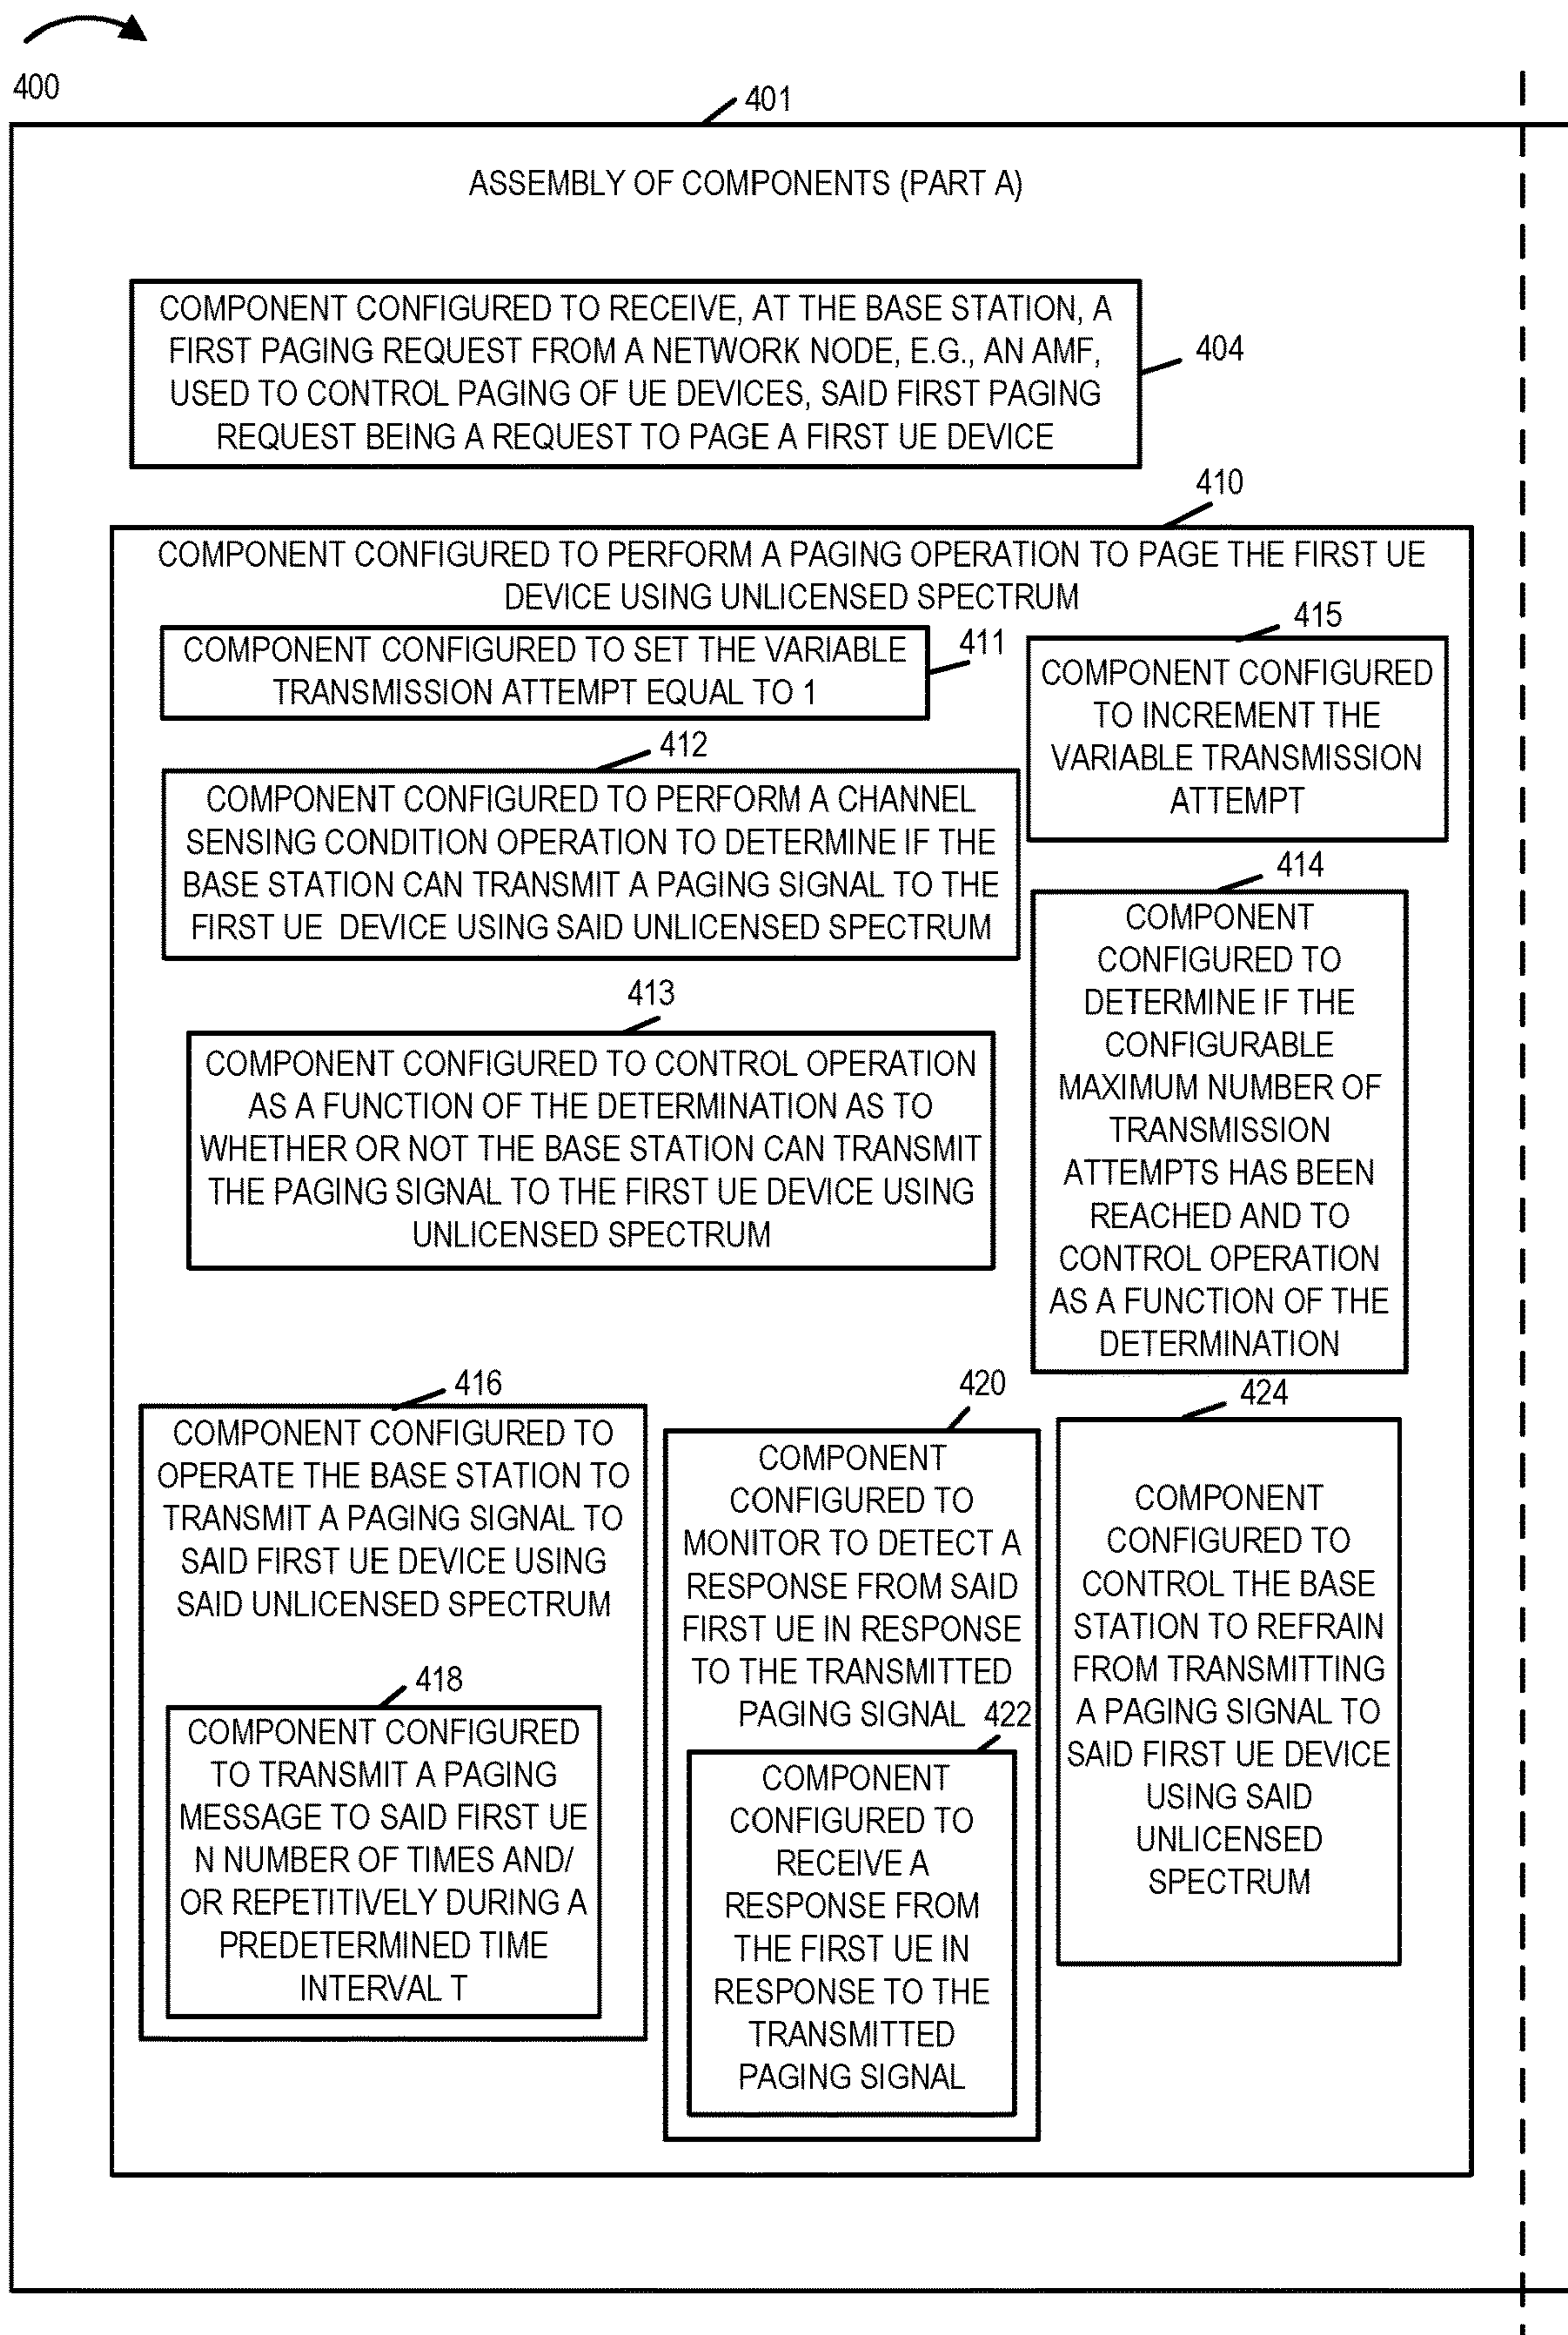 400
401
ASSEMBLY OF COMPONENTS (PART A)
COMPONENT CONFIGURED TO RECEIVE, AT THE BASE STATION, A
FIRST PAGING REQUEST FROM A NETWORK NODE, E.G., AN AMF,
USED TO CONTROL PAGING OF UE DEVICES, SAID FIRST PAGING
REQUEST BEING A REQUEST TO PAGE A FIRST UE DEVICE
404
410
COMPONENT CONFIGURED TO PERFORM A PAGING OPERATION TO PAGE THE FIRST UE
DEVICE USING UNLICENSED SPECTRUM
COMPONENT CONFIGURED TO SET THE VARIABLE
TRANSMISSION ATTEMPT EQUAL TO 1
411
415
COMPONENT CONFIGURED
TO INCREMENT THE
VARIABLE TRANSMISSION
ATTEMPT
412
COMPONENT CONFIGURED TO PERFORM A CHANNEL
SENSING CONDITION OPERATION TO DETERMINE IF THE
BASE STATION CAN TRANSMIT A PAGING SIGNAL TO THE
FIRST UE DEVICE USING SAID UNLICENSED SPECTRUM
414
COMPONENT
CONFIGURED TO
DETERMINE IF THE
CONFIGURABLE
MAXIMUM NUMBER OF
TRANSMISSION
ATTEMPTS HAS BEEN
REACHED AND TO
CONTROL OPERATION
AS A FUNCTION OF THE
DETERMINATION
413
COMPONENT CONFIGURED TO CONTROL OPERATION
AS A FUNCTION OF THE DETERMINATION AS TO
WHETHER OR NOT THE BASE STATION CAN TRANSMIT
THE PAGING SIGNAL TO THE FIRST UE DEVICE USING
UNLICENSED SPECTRUM
416
COMPONENT CONFIGURED TO
OPERATE THE BASE STATION TO
TRANSMIT A PAGING SIGNAL TO
SAID FIRST UE DEVICE USING
SAID UNLICENSED SPECTRUM
418
COMPONENT CONFIGURED
TO TRANSMIT A PAGING
MESSAGE TO SAID FIRST UE
N NUMBER OF TIMES AND/
OR REPETITIVELY DURING A
PREDETERMINED TIME
INTERVAL T
420
COMPONENT
CONFIGURED TO
MONITOR TO DETECT A
RESPONSE FROM SAID
FIRST UE IN RESPONSE
TO THE TRANSMITTED
PAGING SIGNAL
422
COMPONENT
CONFIGURED TO
RECEIVE A
RESPONSE FROM
THE FIRST UE IN
RESPONSE TO THE
TRANSMITTED
PAGING SIGNAL
424
COMPONENT
CONFIGURED TO
CONTROL THE BASE
STATION TO REFRAIN
FROM TRANSMITTING
A PAGING SIGNAL TO
SAID FIRST UE DEVICE
USING SAID
UNLICENSED
SPECTRUM